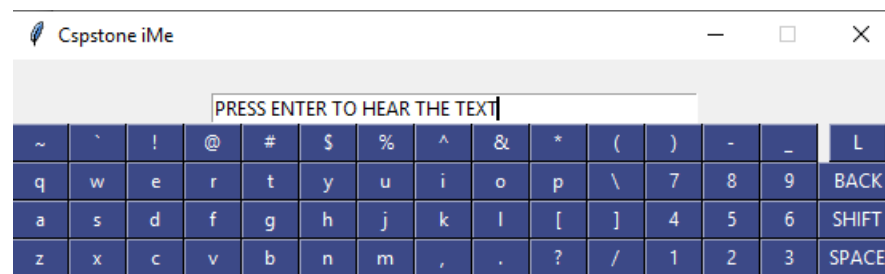 Cspstone iMe
PRESS ENTER TO HEAR THE TEXT
~ ` ! @ # $ % ^ & * ( ) - _ L
q w e r t y u i o p \ 7 8 9 BACK
a s d f g h j k l [ ] 4 5 6 SHIFT
z x c v b n m , . ? / 1 2 3 SPACE